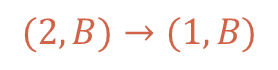 (2, B) → (1, B)